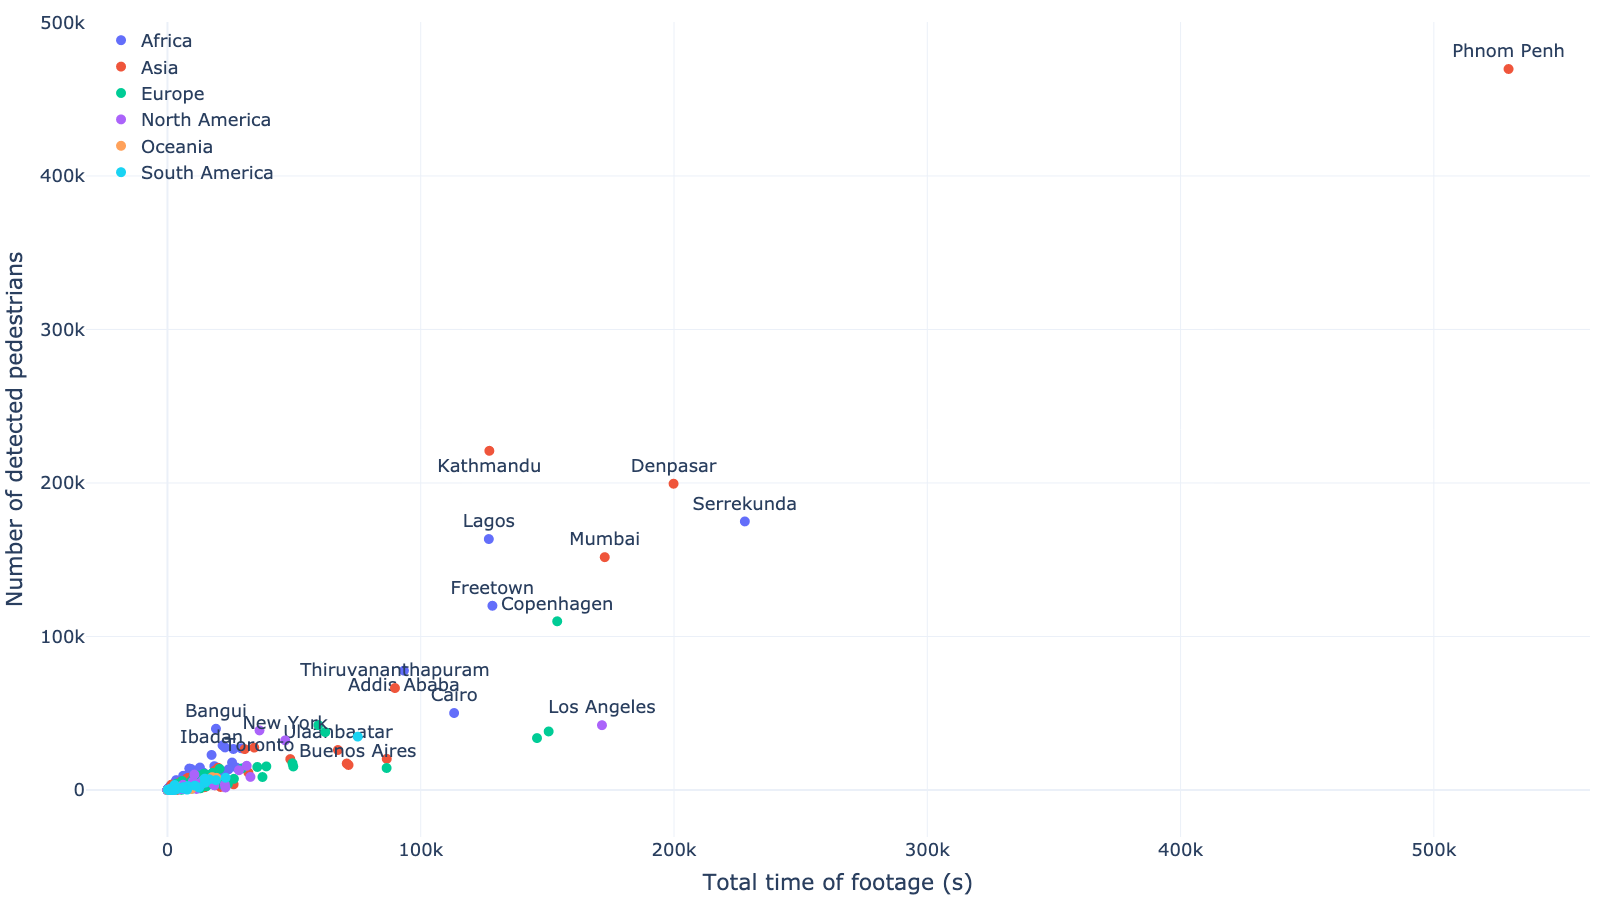 500k
400k
300k
200k
100k
0
Number of detected pedestrians
Africa
Asia
Europe
North America
Oceania
South America
Phnom Penh
Kathmandu
Denpasar
Serrekunda
Lagos
Mumbai
Freetown
Copenhagen
Thiruvananthapuram
Addis Ababa
Cairo
Los Angeles
Bangui
New York
Ulaanbaatar
Ibadan
Toronto
Buenos Aires
0
100k
200k
300k
400k
500k
Total time of footage (s)